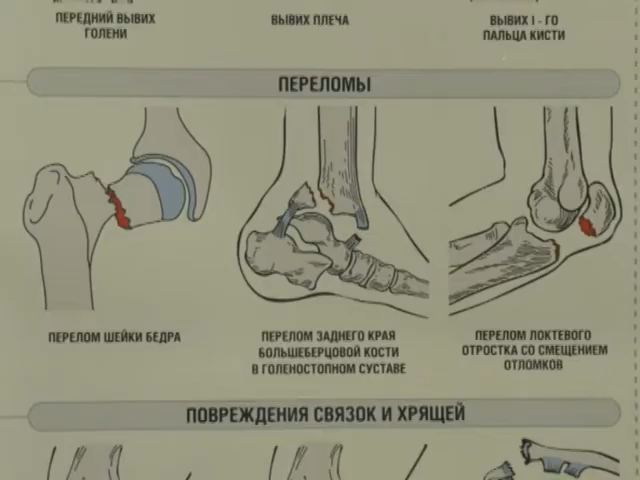 ПЕРЕДНИЙ ВЫВИХ
ГОЛЕНИ
ВЫВИХ ПЛЕЧА
ВЫВИХ I - ГО
ПАЛЬЦА КИСТИ
ПЕРЕЛОМЫ
ПЕРЕЛОМ ШЕЙКИ БЕДРА
ПЕРЕЛОМ ЗАДНЕГО КРАЯ
БОЛЬШЕБЕРЦОВОЙ КОСТИ
В ГОЛЕНОСТОПНОМ СУСТАВЕ
ПЕРЕЛОМ ЛОКТЕВОГО
ОТРОСТКА СО СМЕЩЕНИЕМ
ОТЛОМКОВ
ПОВРЕЖДЕНИЯ СВЯЗОК И ХРЯЩЕЙ